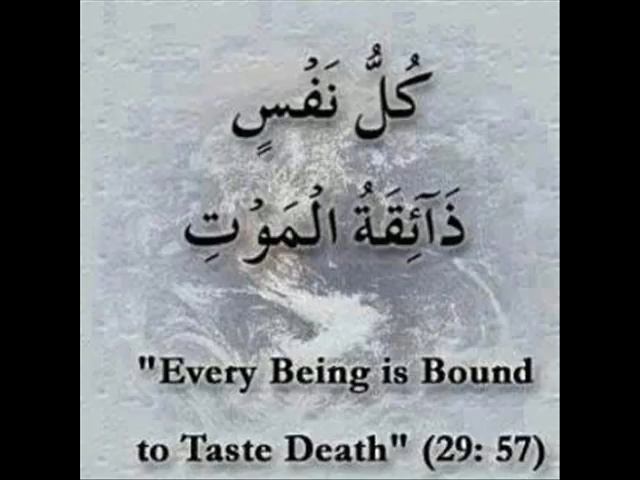 كُلُّ نَفْسٍ
ذَآئِقَةُ الْمَوْتِ
"Every Being is Bound
to Taste Death" (29: 57)